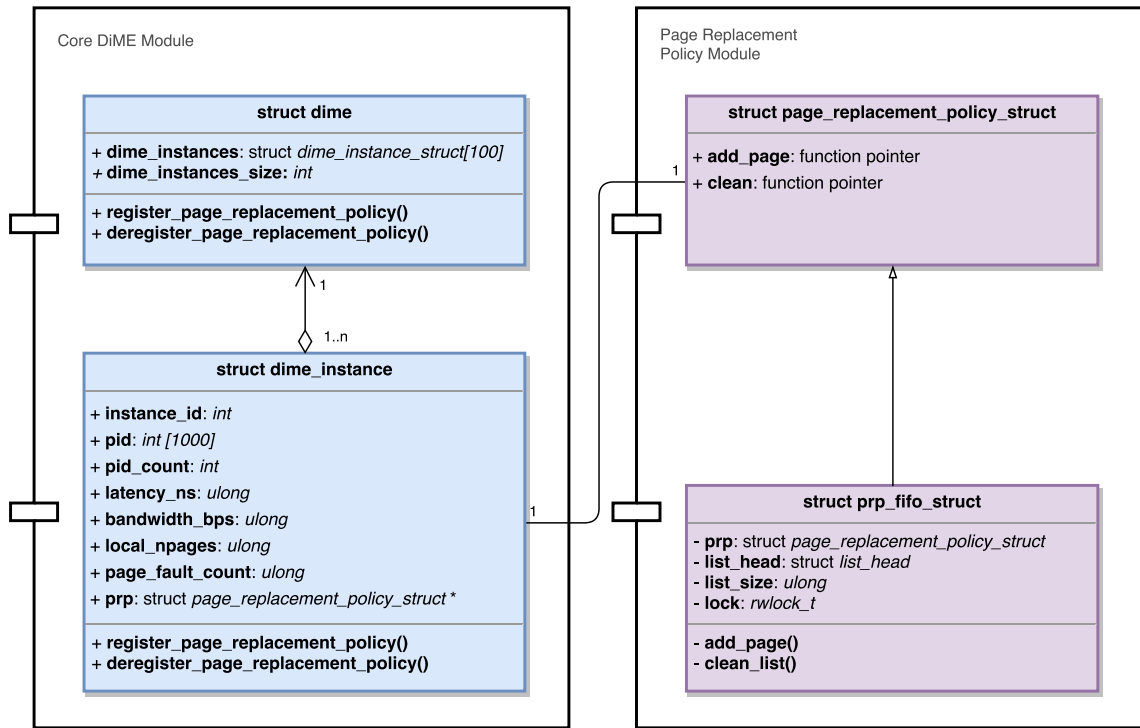 Core DiME Module
struct dime
+ dime_instances: struct dime_instance_struct[100]
+ dime_instances_size: int
+ register_page_replacement_policy()
+ deregister_page_replacement_policy()
1
1..n
struct dime_instance
+ instance_id: int
+ pid: int [1000]
+ pid_count: int
+ latency_ns: ulong
+ bandwidth_bps: ulong
+ local_npages: ulong
+ page_fault_count: ulong
+ prp: struct page_replacement_policy_struct *
+ register_page_replacement_policy()
+ deregister_page_replacement_policy()
1
1
Page Replacement
Policy Module
struct page_replacement_policy_struct
+ add_page: function pointer
+ clean: function pointer
struct prp_fifo_struct
- prp: struct page_replacement_policy_struct
- list_head: struct list_head
- list_size: ulong
- lock: rwlock_t
- add_page()
- clean_list()